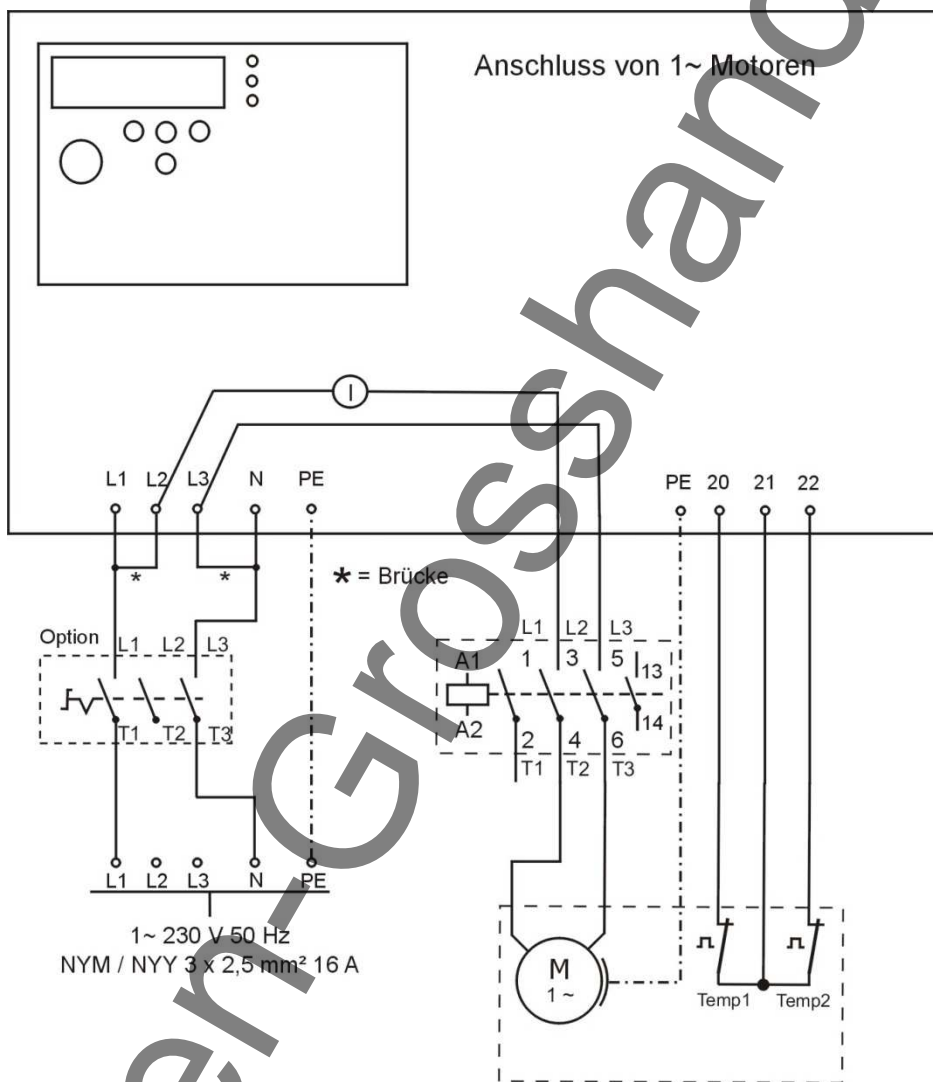 Anschluss von 1~ Motoren
I
L1 L2 L3 N PE
PE 20 21 22
* *
* = Brücke
Option
L1 L2 L3
T1 T2 T3
L1 L2 L3
A1 1 3 5 13
A2 2 4 6 14
T1 T2 T3
L1 L2 L3 N PE
1~ 230 V 50 Hz
NYM / NYY 3 x 2,5 mm² 16 A
M
1 ~
Temp1 Temp2
en-Grosshand